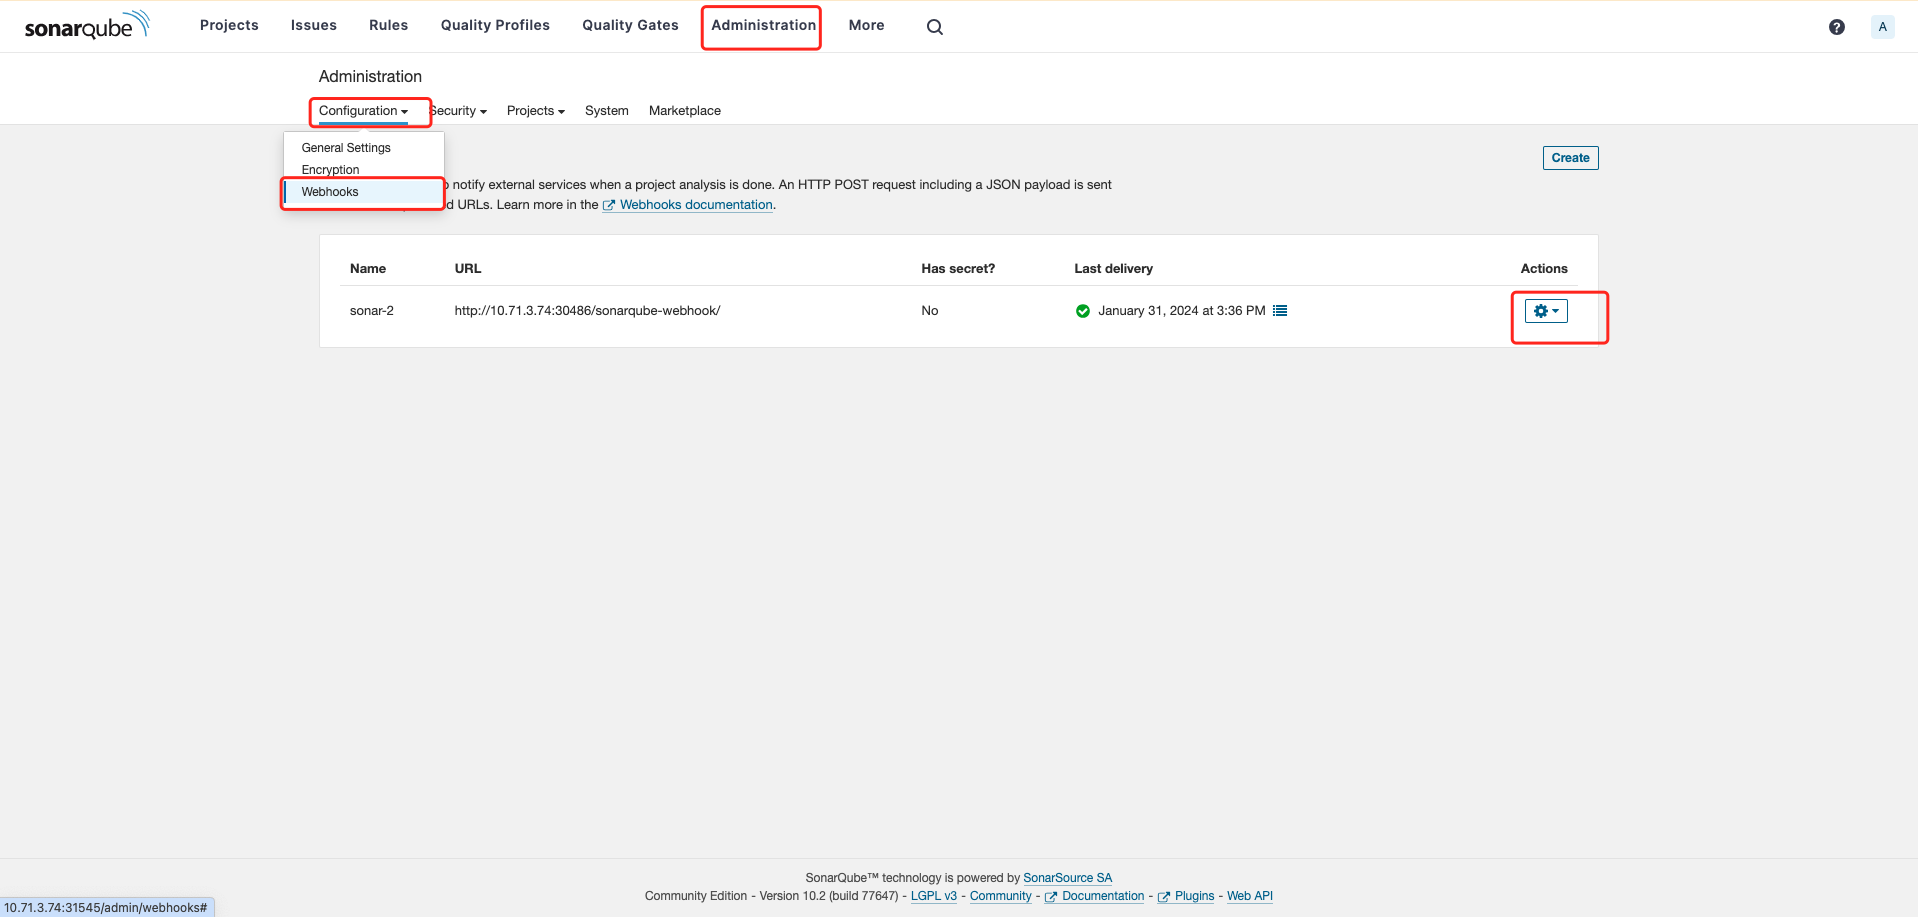 sonarqube Projects Issues Rules Quality Profiles Quality Gates Administration More ? A
Administration
Configuration Security Projects System Marketplace
General Settings
Encryption
Webhooks
Create
notify external services when a project analysis is done. An HTTP POST request including a JSON payload is sent
URLs. Learn more in the Webhooks documentation.
Name URL Has secret? Last delivery Actions
sonar-2 http://10.71.3.74:30486/sonarqube-webhook/ No January 31, 2024 at 3:36 PM
SonarQube™ technology is powered by SonarSource SA
Community Edition - Version 10.2 (build 77647) - LGPL v3 - Community - Documentation - Plugins - Web API
10.71.3.74:31545/admin/webhooks#